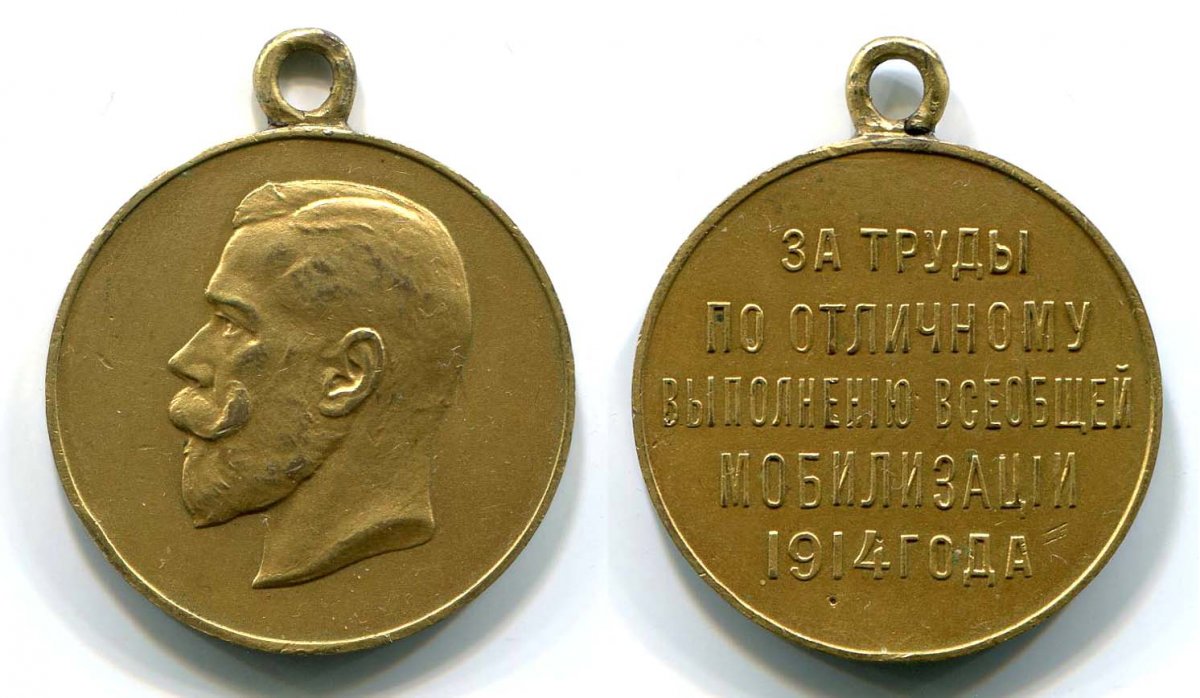 ЗА ТРУДЫ
ПО ОТЛИЧНОМУ
ВЫПОЛНЕНІЮ ВСЕОБЩЕЙ
МОБИЛИЗАЦІИ
1914 ГОДА